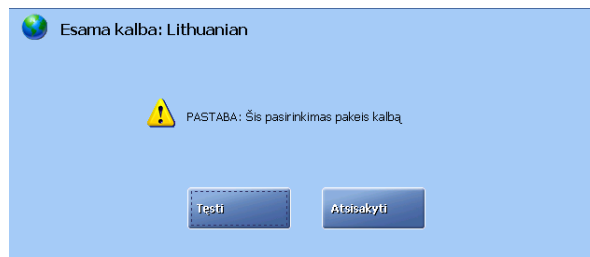 Esama kalba: Lithuanian
PASTABA: Šis pasirinkimas pakeis kalbą
Tęsti
Atsisakyti